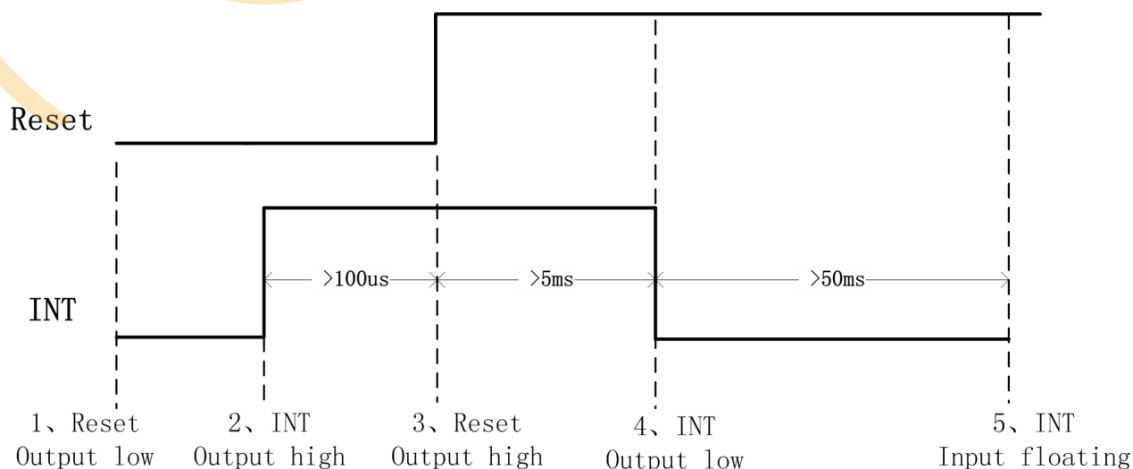 Reset
>100us
>5ms
>50ms
INT
1、Reset
Output low
2、INT
Output high
3、Reset
Output high
4、INT
Output low
5、INT
Input floating